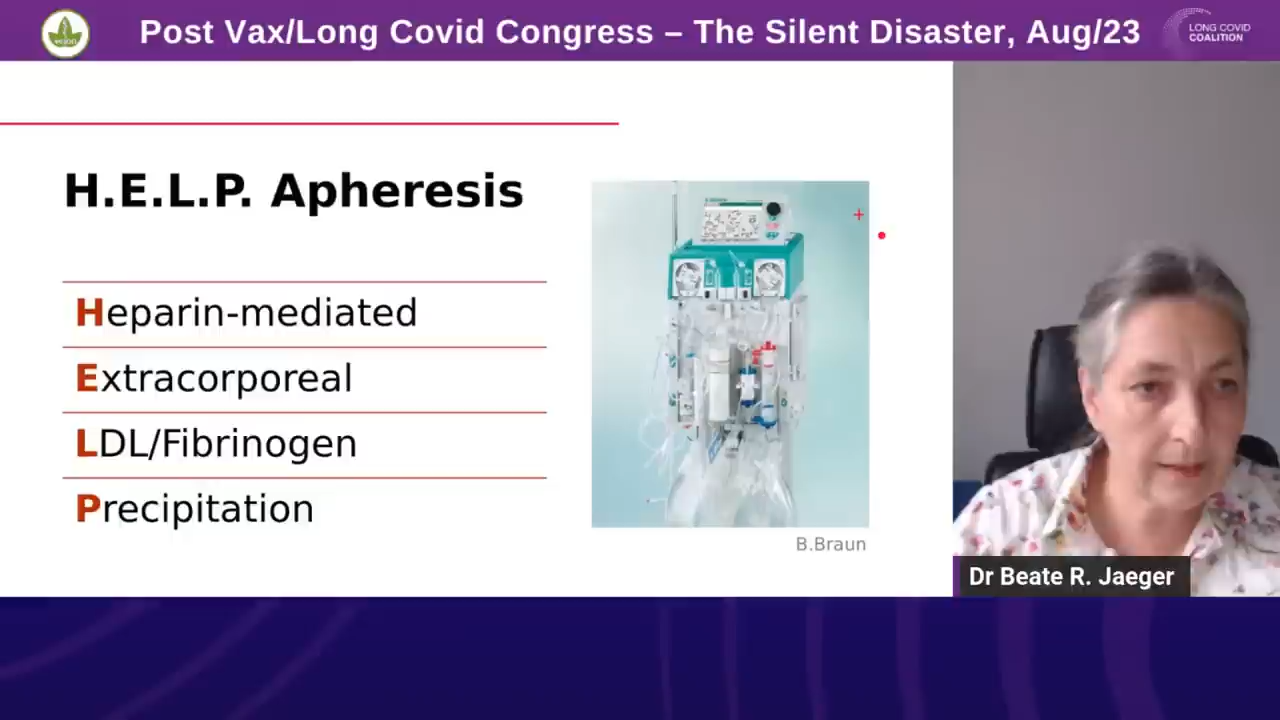 Post Vax/Long Covid Congress – The Silent Disaster, Aug/23
LONG COVID
COALITION
H.E.L.P. Apheresis
Heparin-mediated
Extracorporeal
LDL/Fibrinogen
Precipitation
B.Braun
Dr Beate R. Jaeger